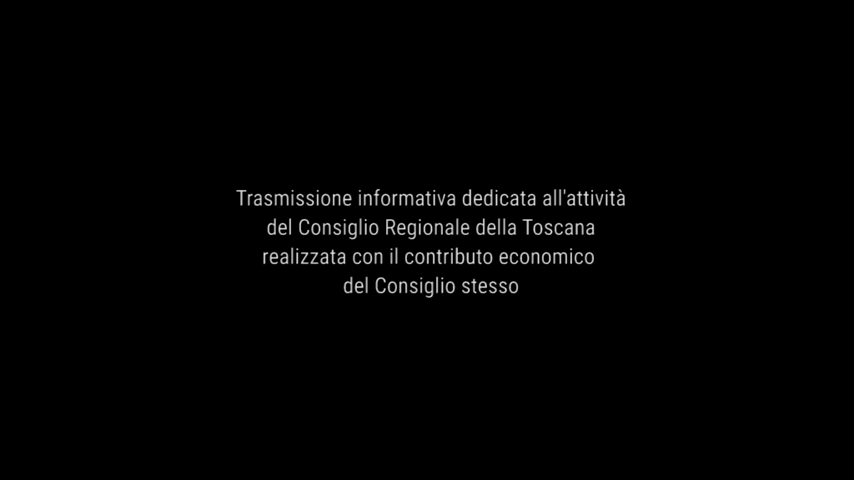 Trasmissione informativa dedicata all'attività
del Consiglio Regionale della Toscana
realizzata con il contributo economico
del Consiglio stesso